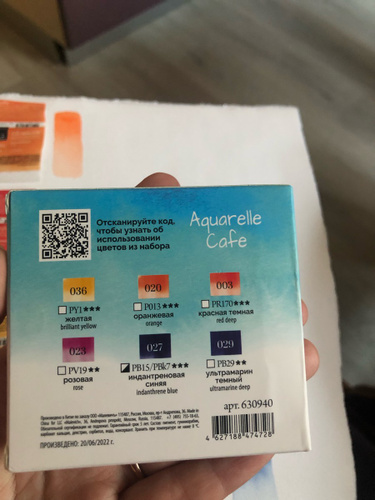 Отсканируйте код,
чтобы узнать об
использовании
цветов из набора
Aquarelle
Cafe
036
PY1★★★
желтая
brilliant yellow
020
PO13★★★
оранжевая
orange
003
PR170★★★
красная темная
red deep
023
PV19★★
розовая
rose
027
PB15/PBk7★★★
индантреновая
синяя
indanthrene blue
029
PB29★★
ультрамарин
темный
ultramarine deep
арт. 630940
ПРОИЗВЕДЕНО: 20/06/2022 г.
4 627188 474728